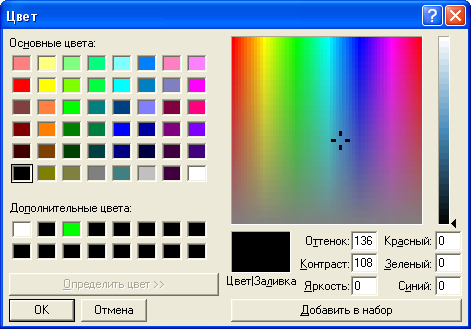 Цвет
Основные цвета:
Дополнительные цвета:
Определить цвет >>
OK Отмена
Цвет|Заливка
Оттенок: 136 Красный: 0
Контраст: 108 Зеленый: 0
Яркость: 0 Синий: 0
Добавить в набор